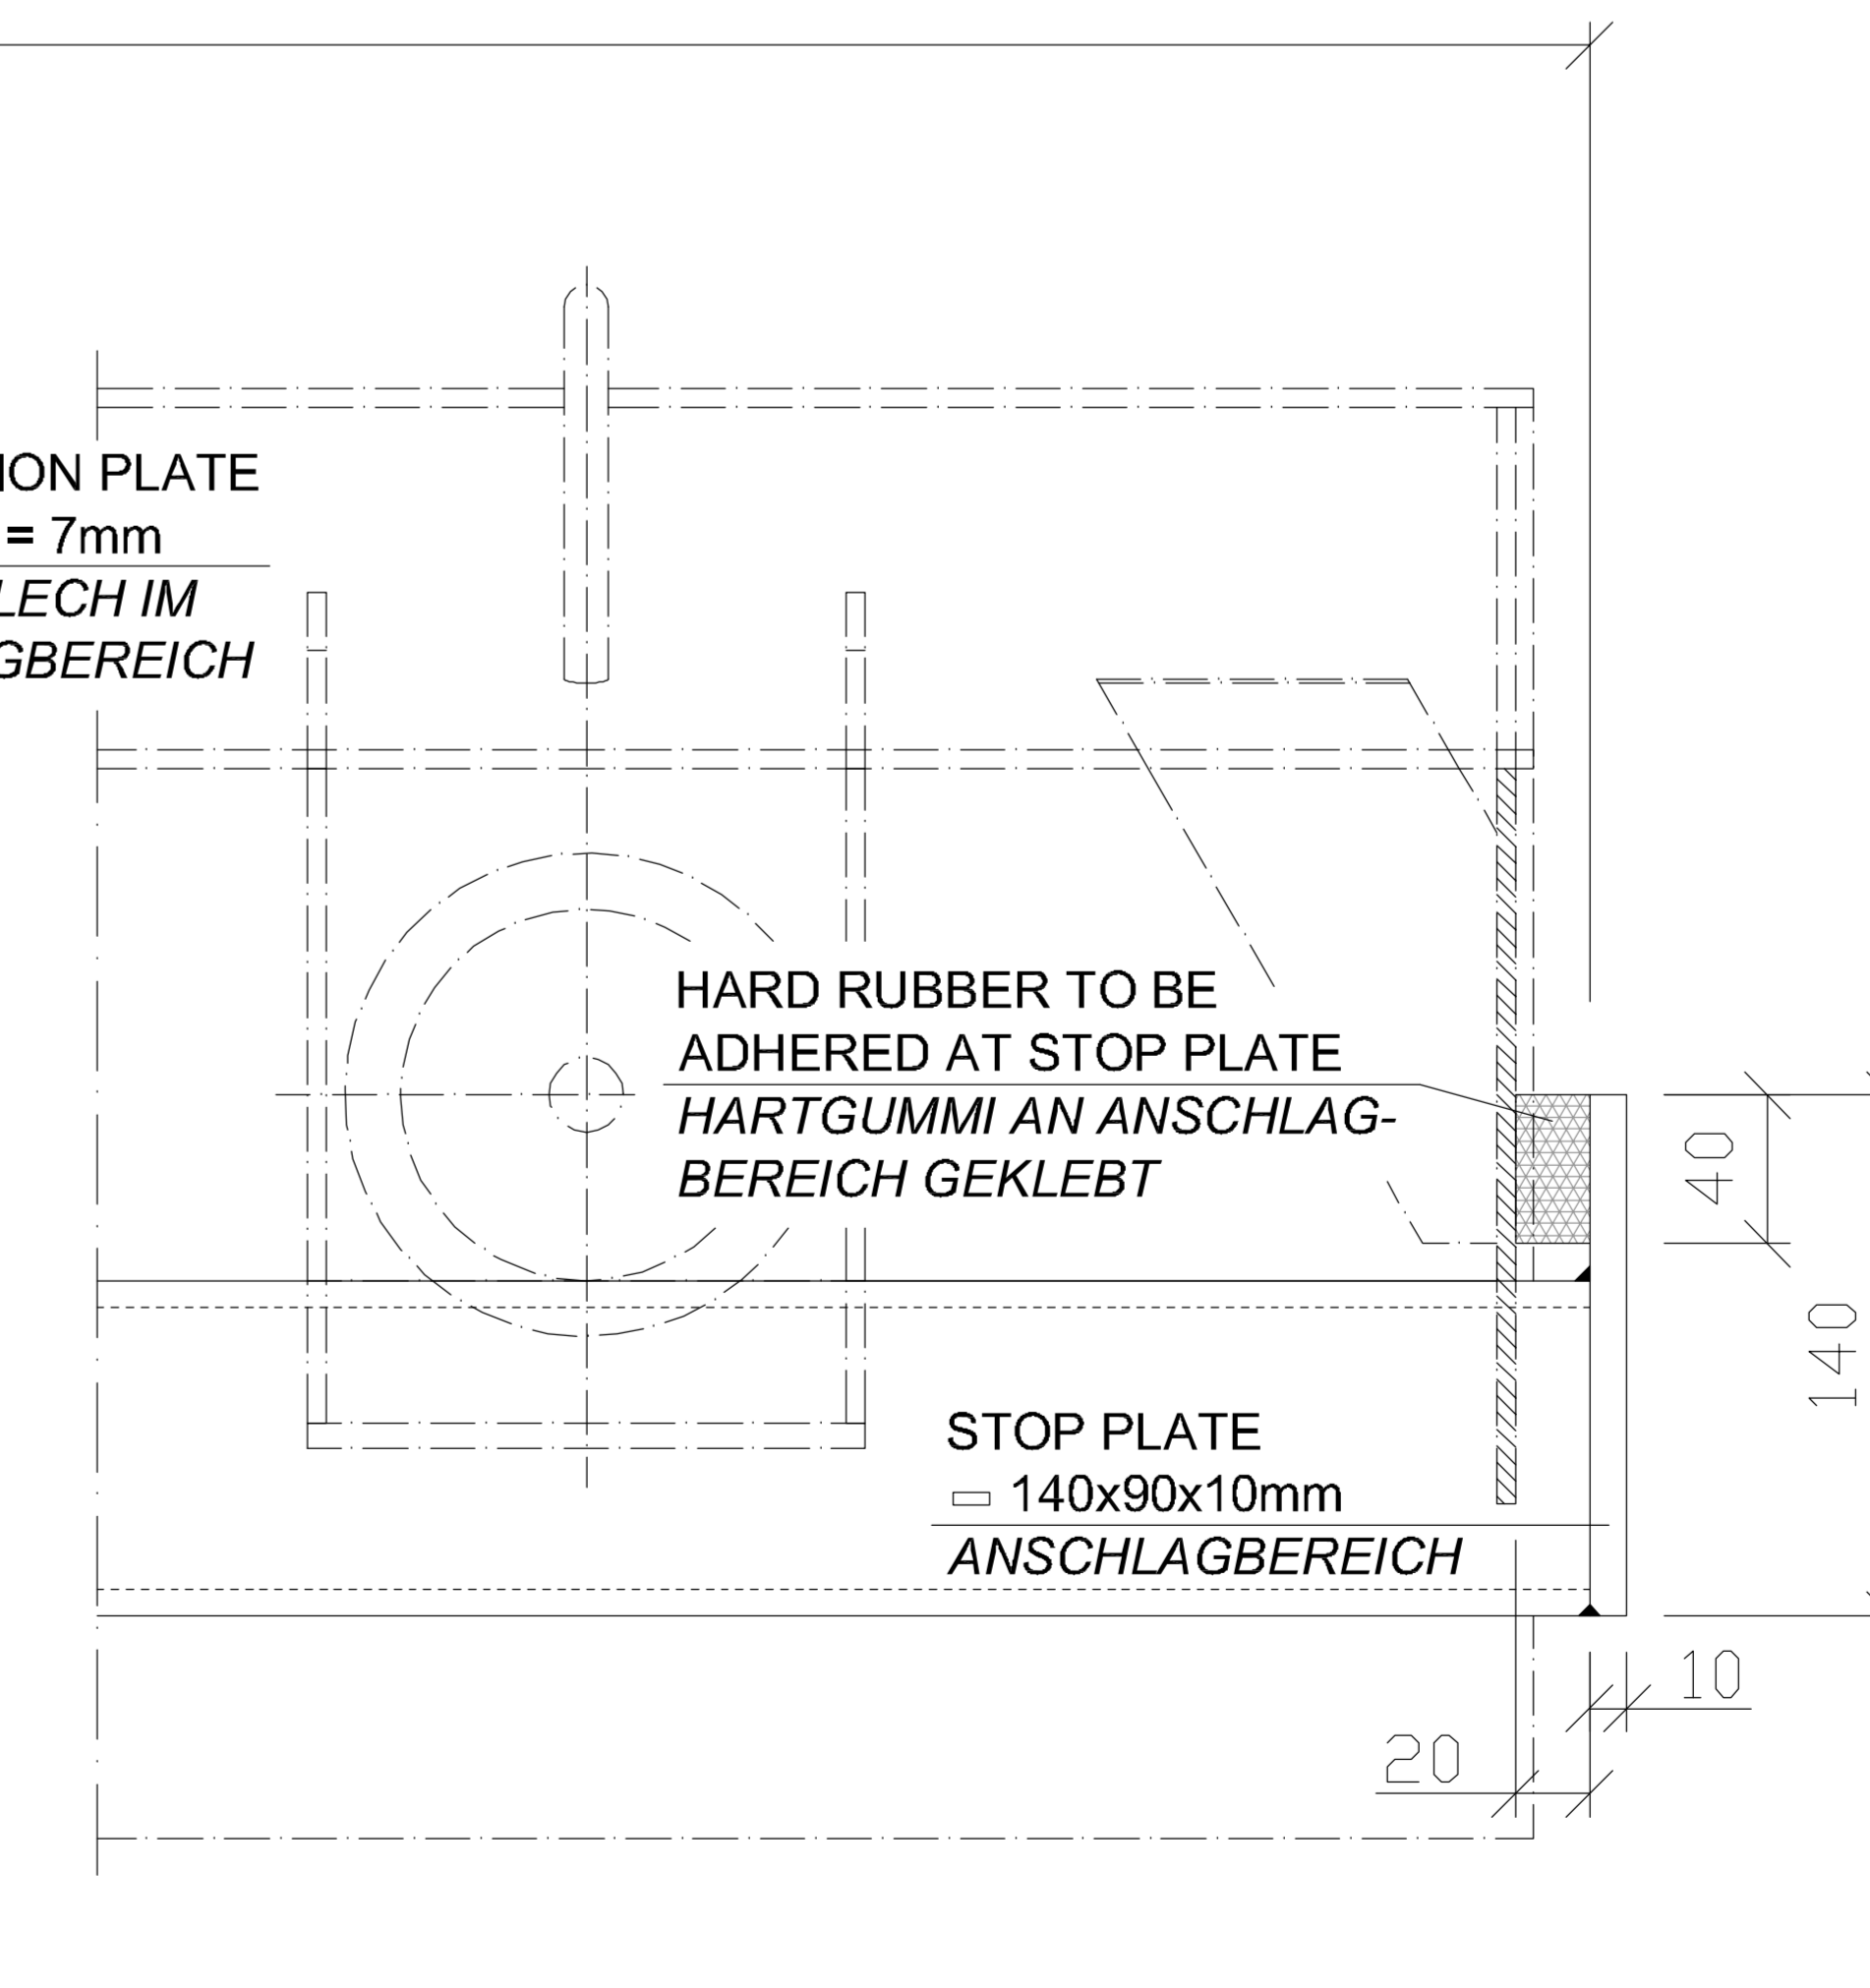 ION PLATE
= 7mm
LECH IM
GBEREICH
HARD RUBBER TO BE
ADHERED AT STOP PLATE
HARTGUMMI AN ANSCHLAG-
BEREICH GEKLEBT
40
140
STOP PLATE
140x90x10mm
ANSCHLAGBEREICH
10
20